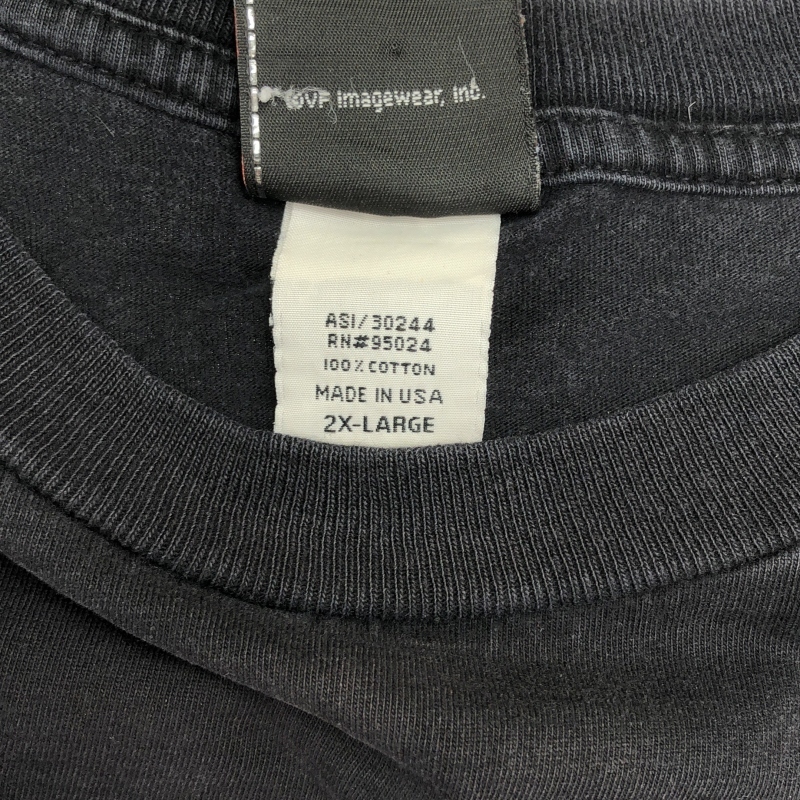 ©VF Imagewear, Inc.
ASI/30244
RN#95024
100% COTTON
MADE IN USA
2X-LARGE